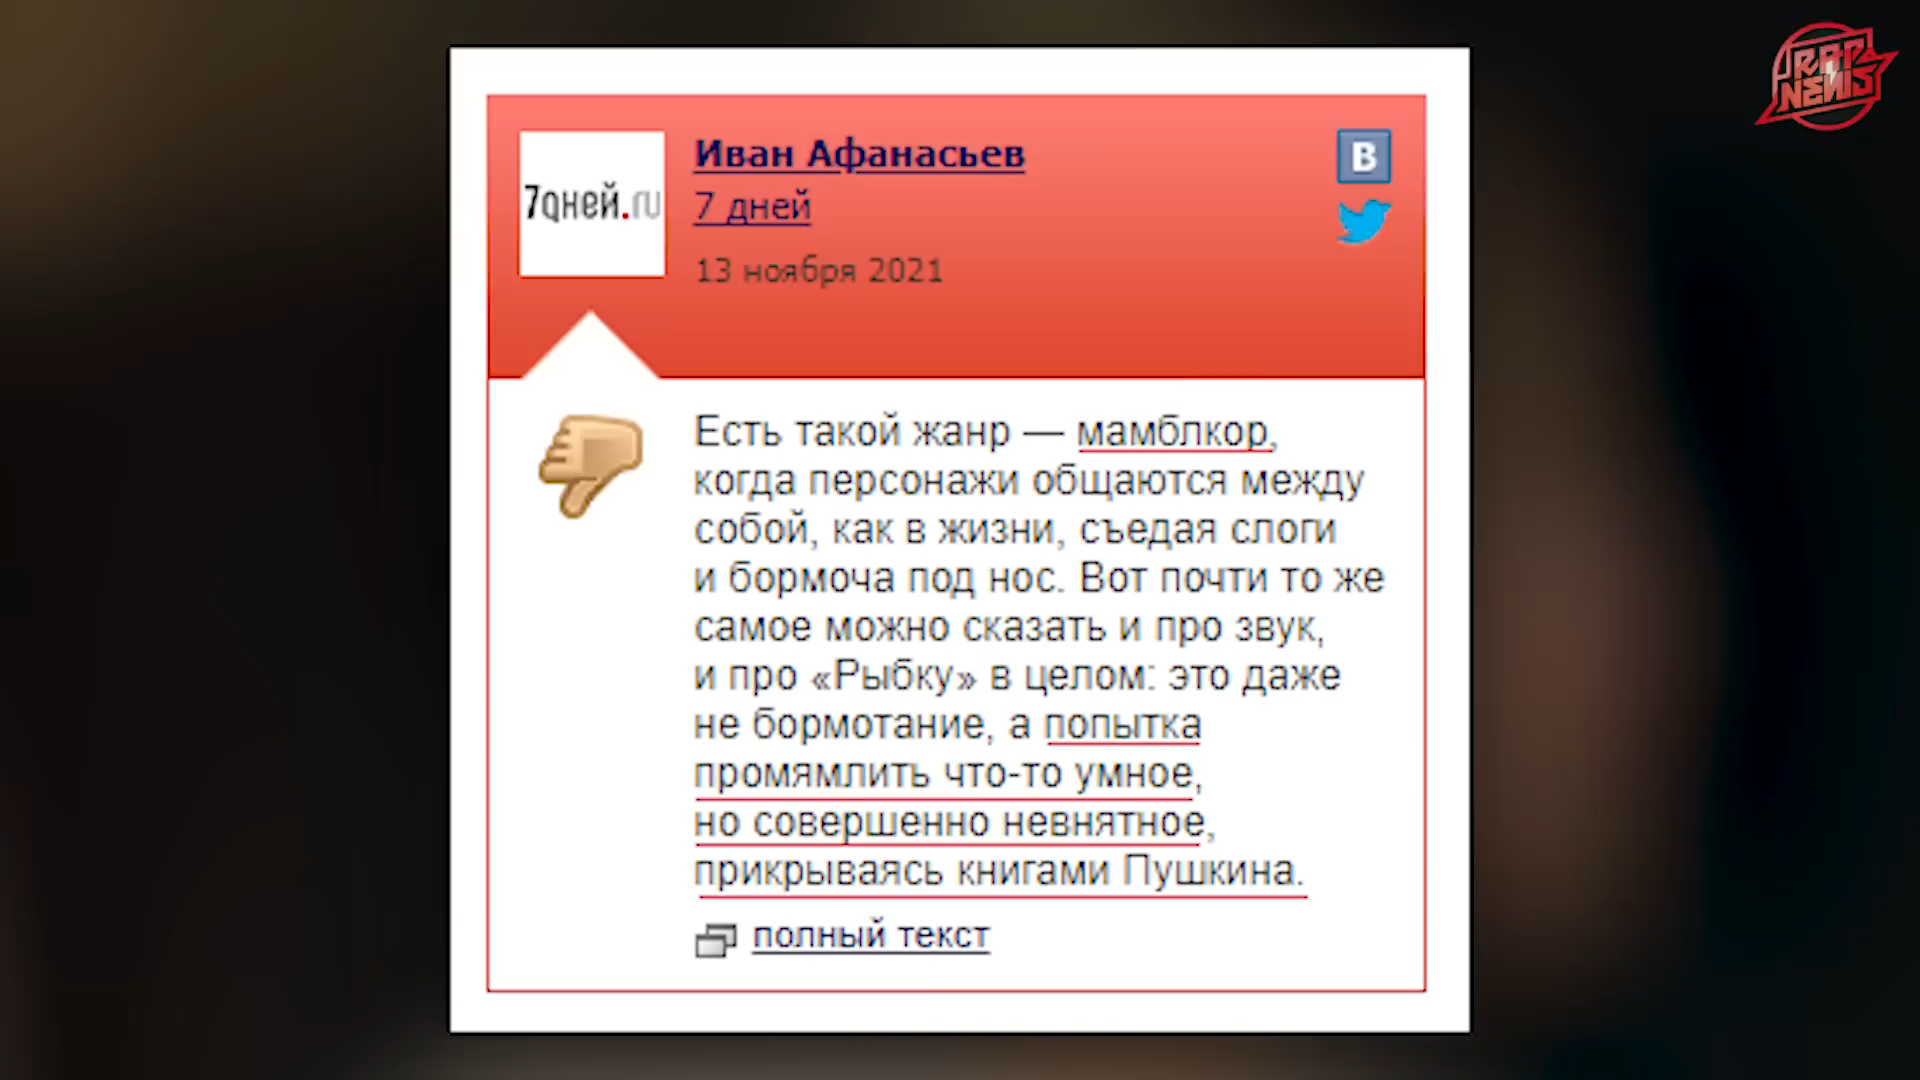 RAP
NEWS
7дней.ru
Иван Афанасьев
7 дней
13 ноября 2021
B
Есть такой жанр — мамблкор,
когда персонажи общаются между
собой, как в жизни, съедая слоги
и бормоча под нос. Вот почти то же
самое можно сказать и про звук,
и про «Рыбку» в целом: это даже
не бормотание, а попытка
промямлить что-то умное,
но совершенно невнятное,
прикрываясь книгами Пушкина.
полный текст